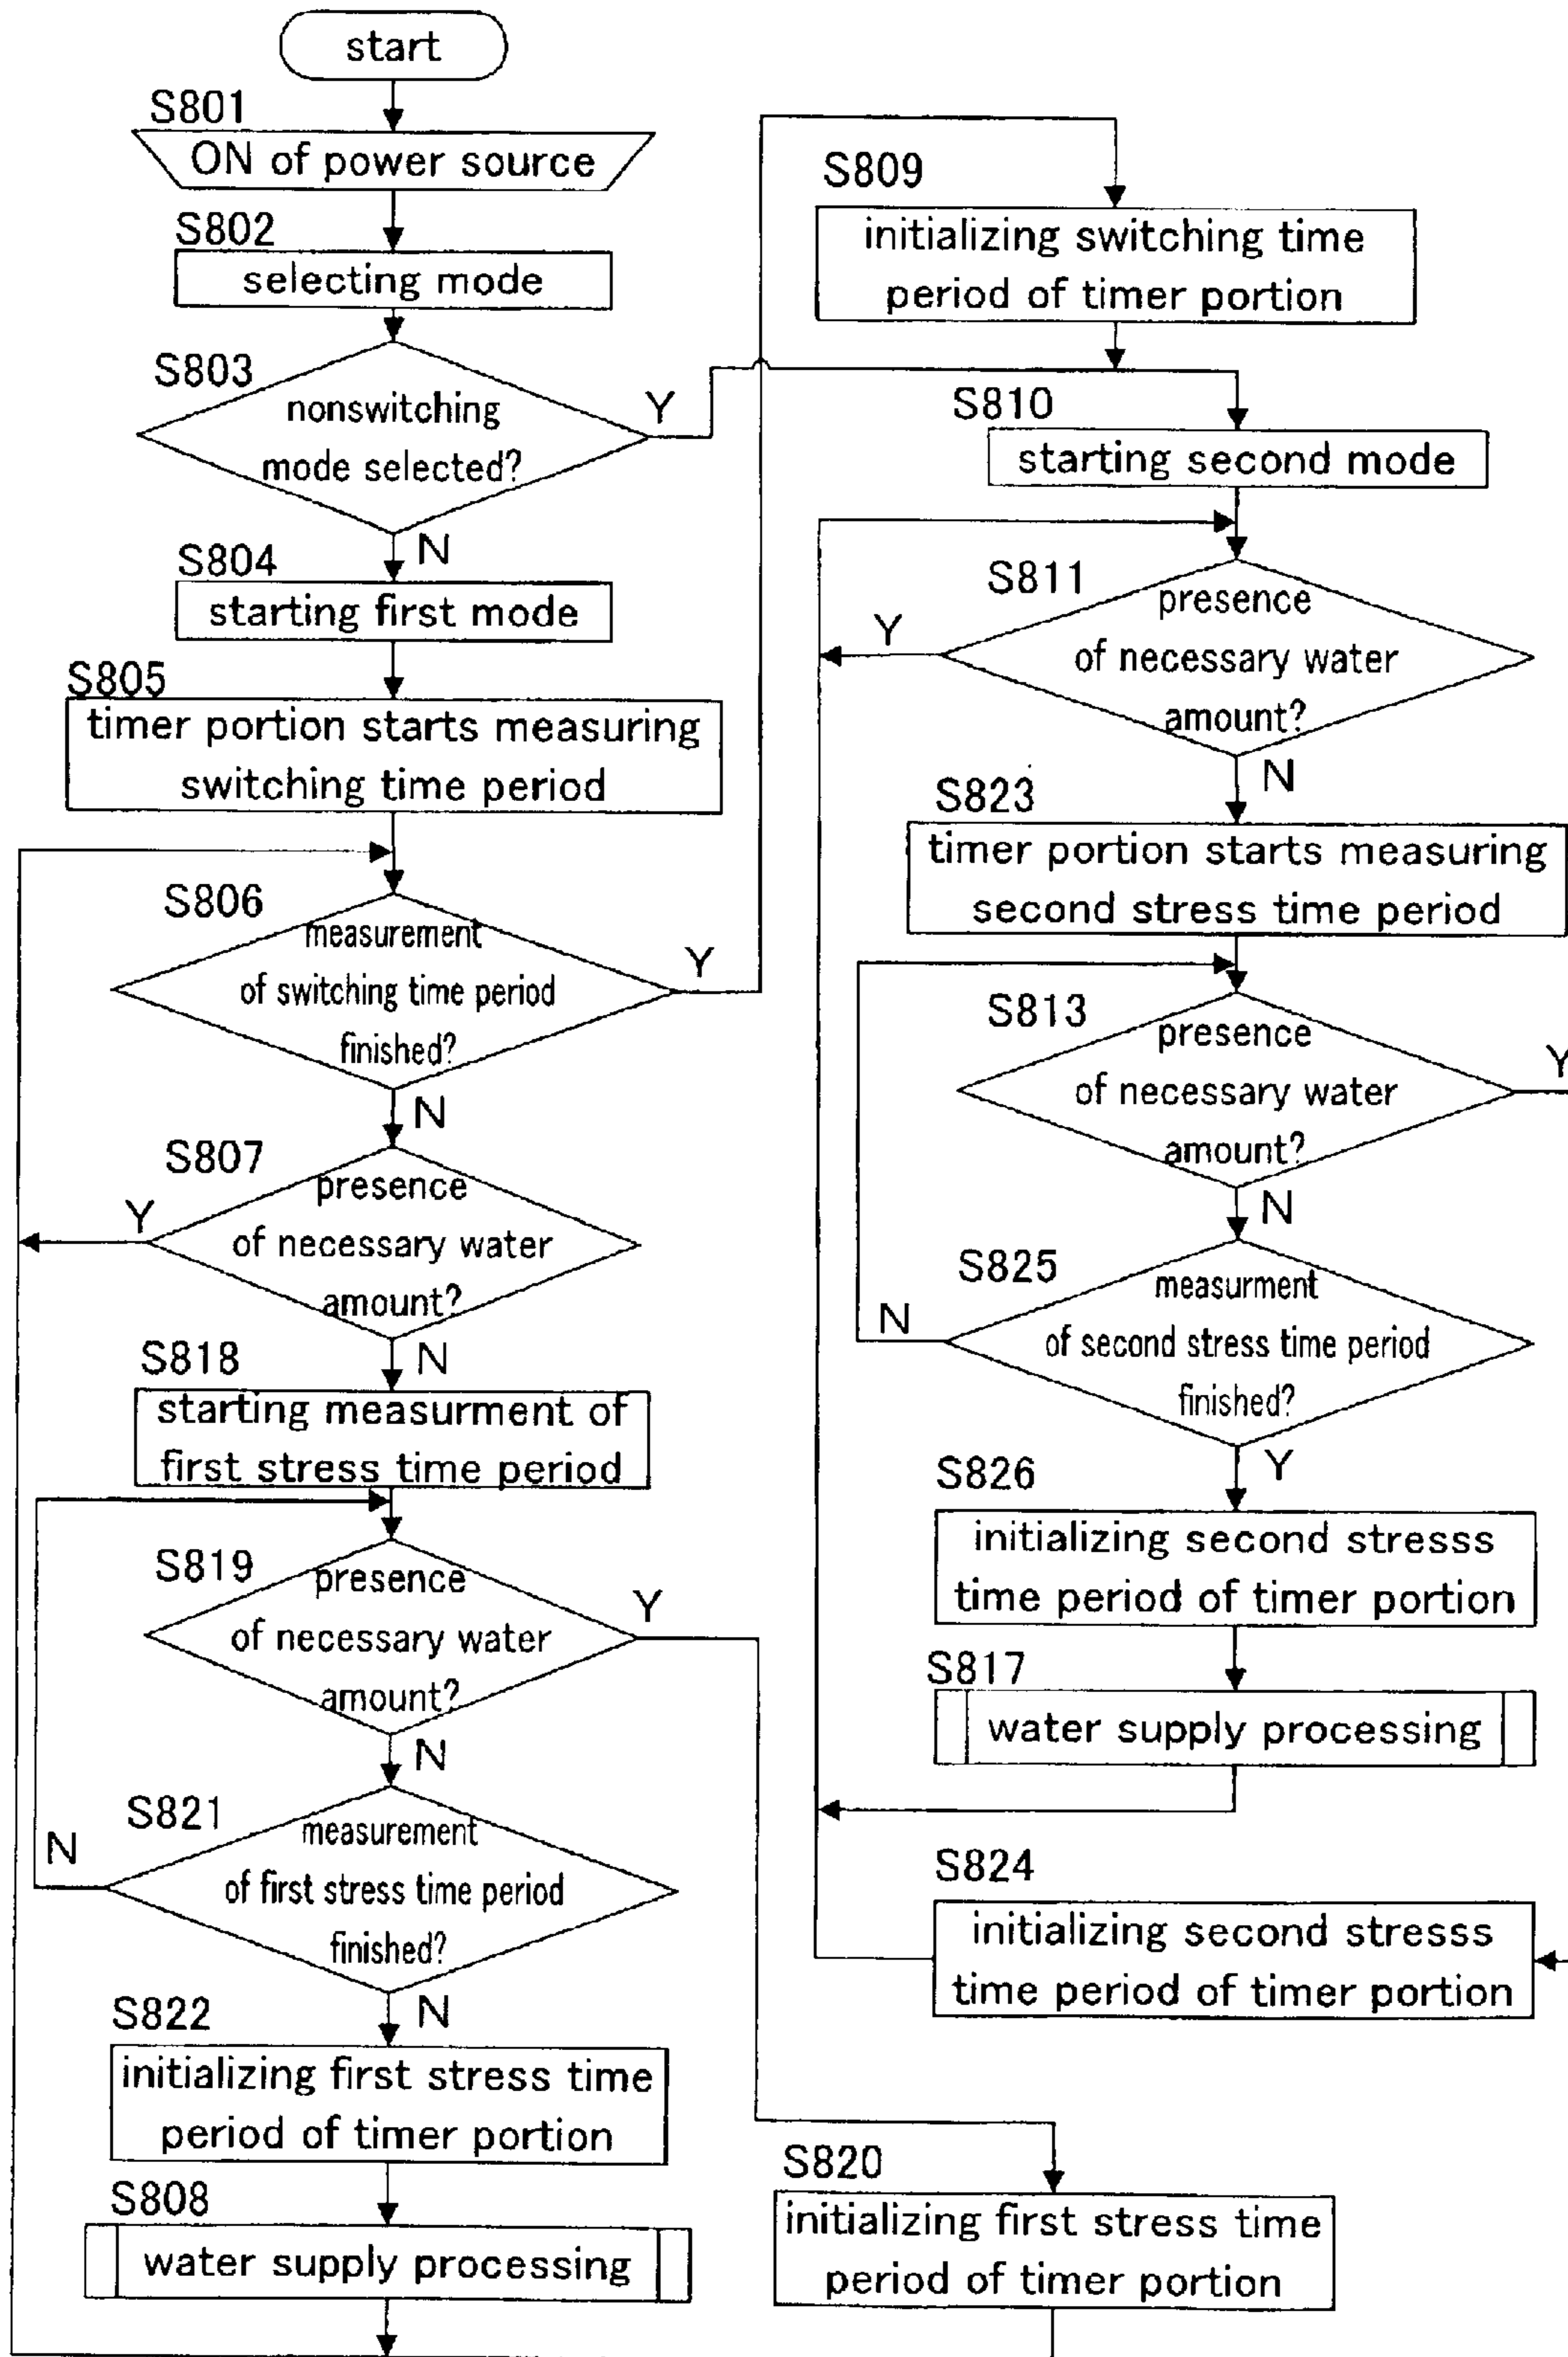 start
S801
ON of power source
S802
selecting mode
S803
nonswitching
mode selected?
Y
N
S804
starting first mode
S805
timer portion starts measuring
switching time period
S806
measurement
of switching time period
finished?
Y
N
S807
presence
of necessary water
amount?
Y
N
S818
starting measurment of
first stress time period
S819
presence
of necessary water
amount?
Y
N
S821
measurement
of first stress time period
finished?
N
N
S822
initializing first stress time
period of timer portion
S808
water supply processing
S809
initializing switching time
period of timer portion
S810
starting second mode
S811
presence
of necessary water
amount?
Y
N
S823
timer portion starts measuring
second stress time period
S813
presence
of necessary water
amount?
Y
N
S825
measurment
of second stress time period
finished?
N
Y
S826
initializing second stresss
time period of timer portion
S817
water supply processing
S824
initializing second stresss
time period of timer portion
S820
initializing first stress time
period of timer portion